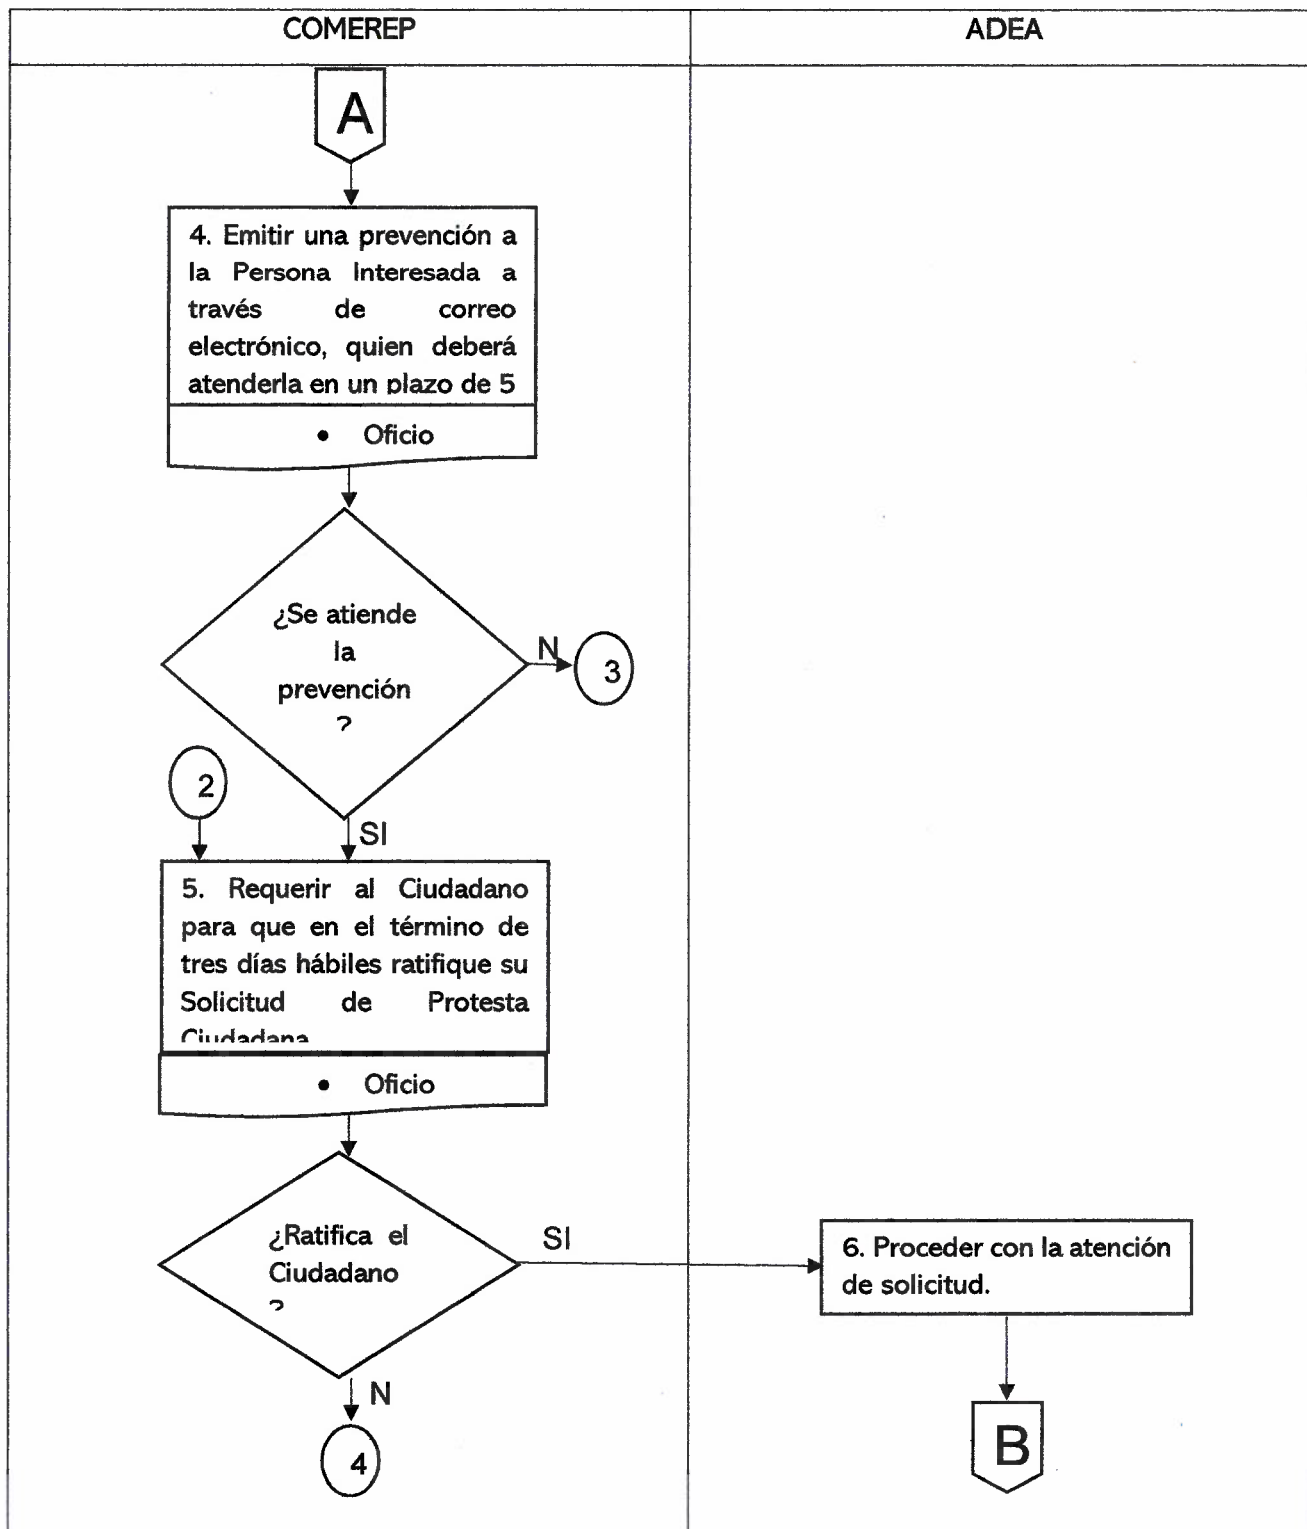 COMEREP
ADEA
A
4. Emitir una prevención a
la Persona Interesada a
través de correo
electrónico, quien deberá
atenderla en un plazo de 5
• Oficio
¿Se atiende
la
prevención
?
N
3
2
SI
5. Requerir al Ciudadano
para que en el término de
tres días hábiles ratifique su
Solicitud de Protesta
Ciudadana
• Oficio
¿Ratifica el
Ciudadano
?
SI
6. Proceder con la atención
de solicitud.
N
4
B